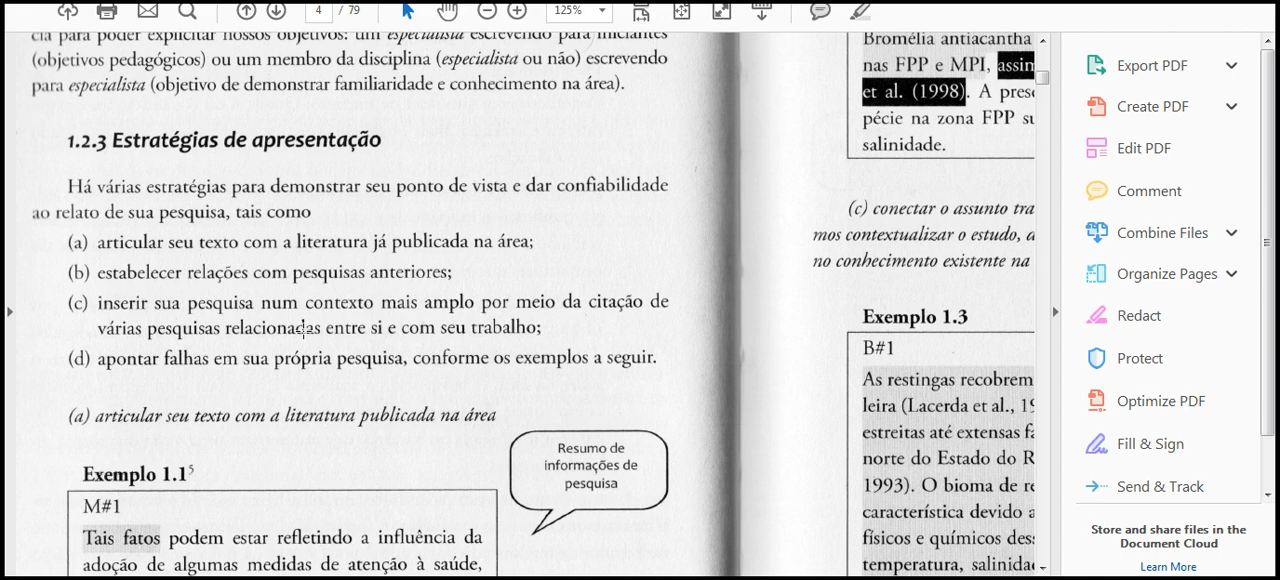 4 / 79
125%
cia para poder explicitar nossos objetivos: um especialista escrevendo para iniciantes
(objetivos pedagógicos) ou um membro da disciplina (especialista ou não) escrevendo
para especialista (objetivo de demonstrar familiaridade e conhecimento na área).
1.2.3 Estratégias de apresentação
Há várias estratégias para demonstrar seu ponto de vista e dar confiabilidade
ao relato de sua pesquisa, tais como
(a) articular seu texto com a literatura já publicada na área;
(b) estabelecer relações com pesquisas anteriores;
(c) inserir sua pesquisa num contexto mais amplo por meio da citação de
várias pesquisas relacionadas entre si e com seu trabalho;
(d) apontar falhas em sua própria pesquisa, conforme os exemplos a seguir.
(a) articular seu texto com a literatura publicada na área
Resumo de
informações de
pesquisa
Exemplo 1.1⁵
M#1
Tais fatos podem estar refletindo a influência da
adoção de algumas medidas de atenção à saúde,
Bromélia antiacantha
nas FPP e MPI, assim
et al. (1998). A pres
pécie na zona FPP su
salinidade.
(c) conectar o assunto tra
mos contextualizar o estudo, a
no conhecimento existente na
Exemplo 1.3
B#1
As restingas recobrem
leira (Lacerda et al., 19
estreitas até extensas fa
norte do Estado do R
1993). O bioma de re
característica devido a
físicos e químicos des
temperatura, salinida
Export PDF
Create PDF
Edit PDF
Comment
Combine Files
Organize Pages
Redact
Protect
Optimize PDF
Fill & Sign
Send & Track
Store and share files in the
Document Cloud
Learn More